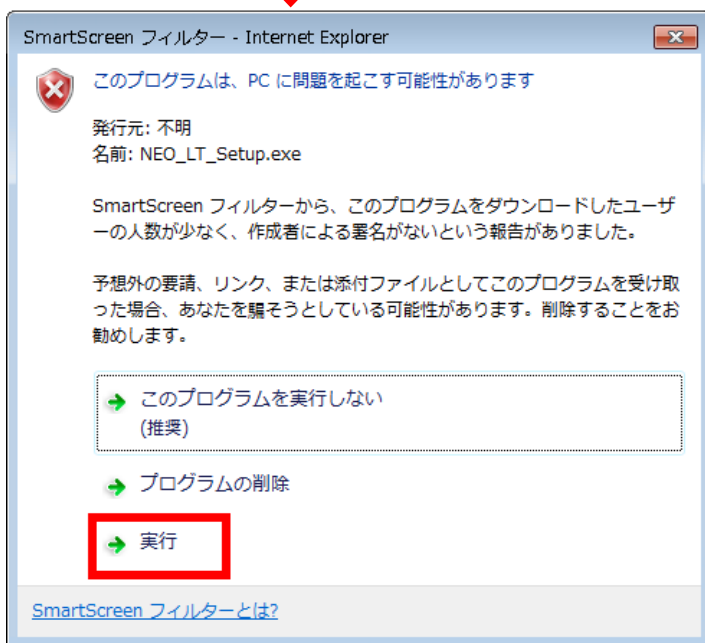 SmartScreen フィルター - Internet Explorer
このプログラムは、PC に問題を起こす可能性があります
発行元: 不明
名前: NEO_LT_Setup.exe
SmartScreen フィルターから、このプログラムをダウンロードしたユーザ
ーの人数が少なく、作成者による署名がないという報告がありました。
予想外の要請、リンク、または添付ファイルとしてこのプログラムを受け取
った場合、あなたを騙そうとしている可能性があります。削除することをお
勧めします。
このプログラムを実行しない
(推奨)
プログラムの削除
実行
SmartScreen フィルターとは?